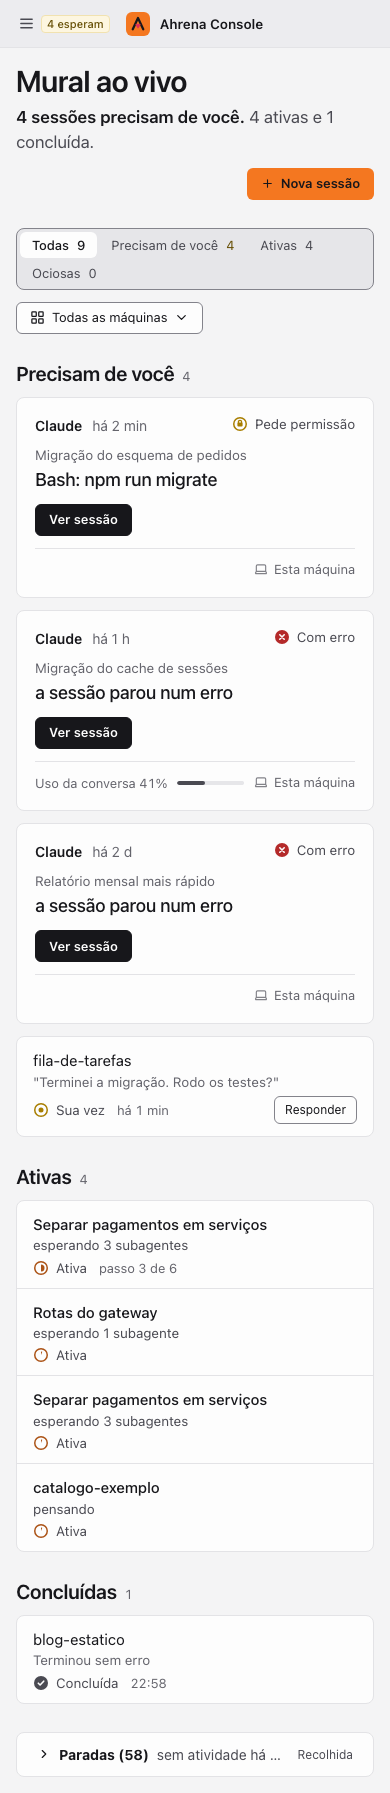 4 esperam
Ahrena Console
Mural ao vivo
4 sessões precisam de você. 4 ativas e 1
concluída.
+ Nova sessão
Todas 9
Precisam de você 4
Ativas 4
Ociosas 0
Todas as máquinas
Precisam de você 4
Claude há 2 min
Pede permissão
Migração do esquema de pedidos
Bash: npm run migrate
Ver sessão
Esta máquina
Claude há 1 h
Com erro
Migração do cache de sessões
a sessão parou num erro
Ver sessão
Uso da conversa 41%
Esta máquina
Claude há 2 d
Com erro
Relatório mensal mais rápido
a sessão parou num erro
Ver sessão
Esta máquina
fila-de-tarefas
"Terminei a migração. Rodo os testes?"
Sua vez há 1 min
Responder
Ativas 4
Separar pagamentos em serviços
esperando 3 subagentes
Ativa passo 3 de 6
Rotas do gateway
esperando 1 subagente
Ativa
Separar pagamentos em serviços
esperando 3 subagentes
Ativa
catalogo-exemplo
pensando
Ativa
Concluídas 1
blog-estatico
Terminou sem erro
Concluída 22:58
Paradas (58) sem atividade há ...
Recolhida